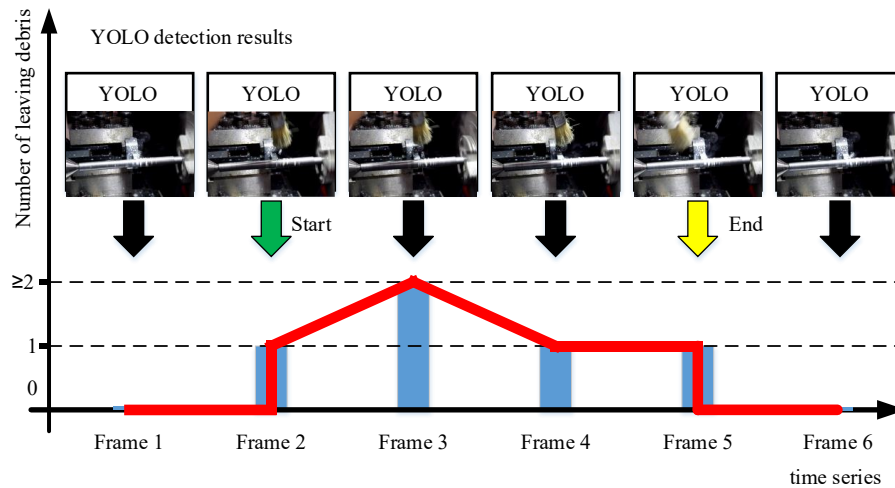 Number of leaving debris
YOLO detection results
YOLO
YOLO
YOLO
YOLO
YOLO
YOLO
Start
End
≥2
1
0
Frame 1
Frame 2
Frame 3
Frame 4
Frame 5
Frame 6
time series